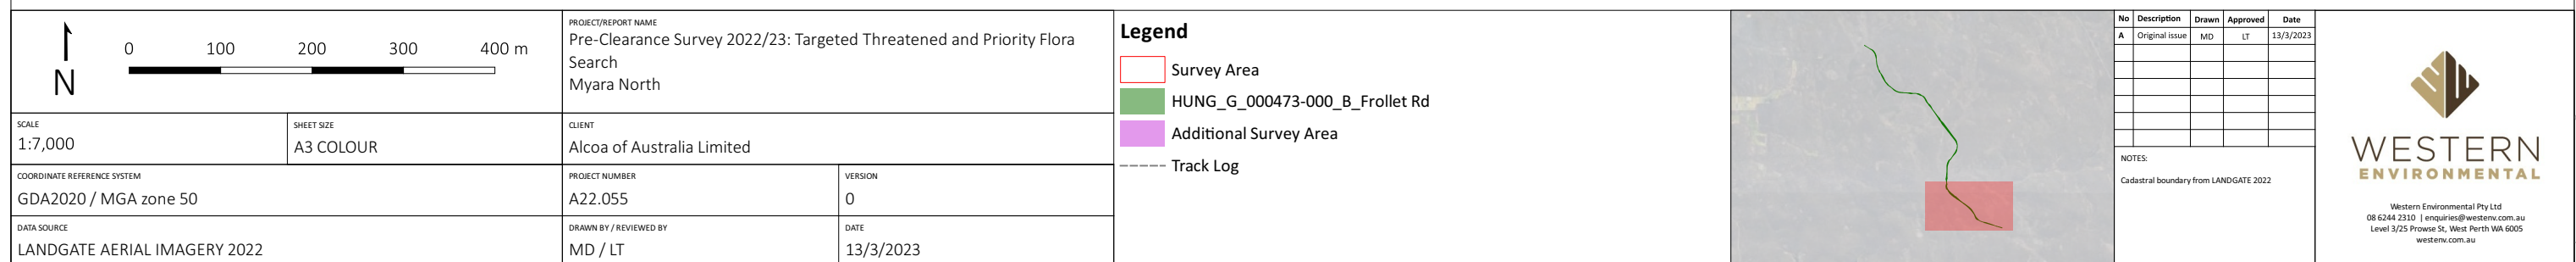 N
0 100 200 300 400 m
SCALE
1:7,000
SHEET SIZE
A3 COLOUR
COORDINATE REFERENCE SYSTEM
GDA2020 / MGA zone 50
DATA SOURCE
LANDGATE AERIAL IMAGERY 2022
PROJECT/REPORT NAME
Pre-Clearance Survey 2022/23: Targeted Threatened and Priority Flora
Search
Myara North
CLIENT
Alcoa of Australia Limited
PROJECT NUMBER
A22.055
VERSION
0
DRAWN BY / REVIEWED BY
MD / LT
DATE
13/3/2023
Legend
Survey Area
HUNG_G_000473-000_B_Frollet Rd
Additional Survey Area
Track Log
No Description Drawn Approved Date
A Original issue MD LT 13/3/2023
NOTES:
Cadastral boundary from LANDGATE 2022
WESTERN
ENVIRONMENTAL
Western Environmental Pty Ltd
08 6244 2310 | enquiries@westenv.com.au
Level 3/25 Prowse St, West Perth WA 6005
westenv.com.au